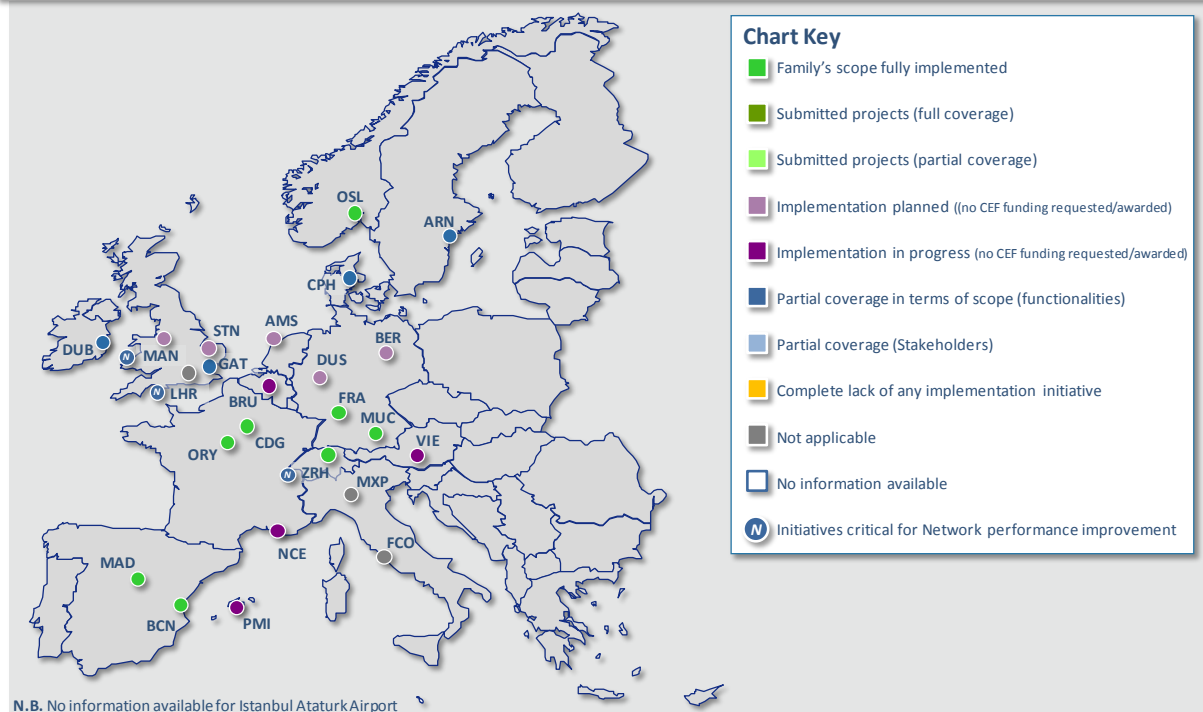 Chart Key
Family's scope fully implemented
Submitted projects (full coverage)
Submitted projects (partial coverage)
Implementation planned ((no CEF funding requested/awarded)
Implementation in progress (no CEF funding requested/awarded)
Partial coverage in terms of scope (functionalities)
Partial coverage (Stakeholders)
Complete lack of any implementation initiative
Not applicable
No information available
N Initiatives critical for Network performance improvement
OSL
ARN
CPH
STN
AMS
BER
DUB
N
MAN
GAT
DUS
N
LHR
BRU
FRA
MUC
CDG
VIE
ORY
N
ZRH
MXP
NCE
FCO
MAD
BCN
PMI
N.B. No information available for Istanbul Ataturk Airport